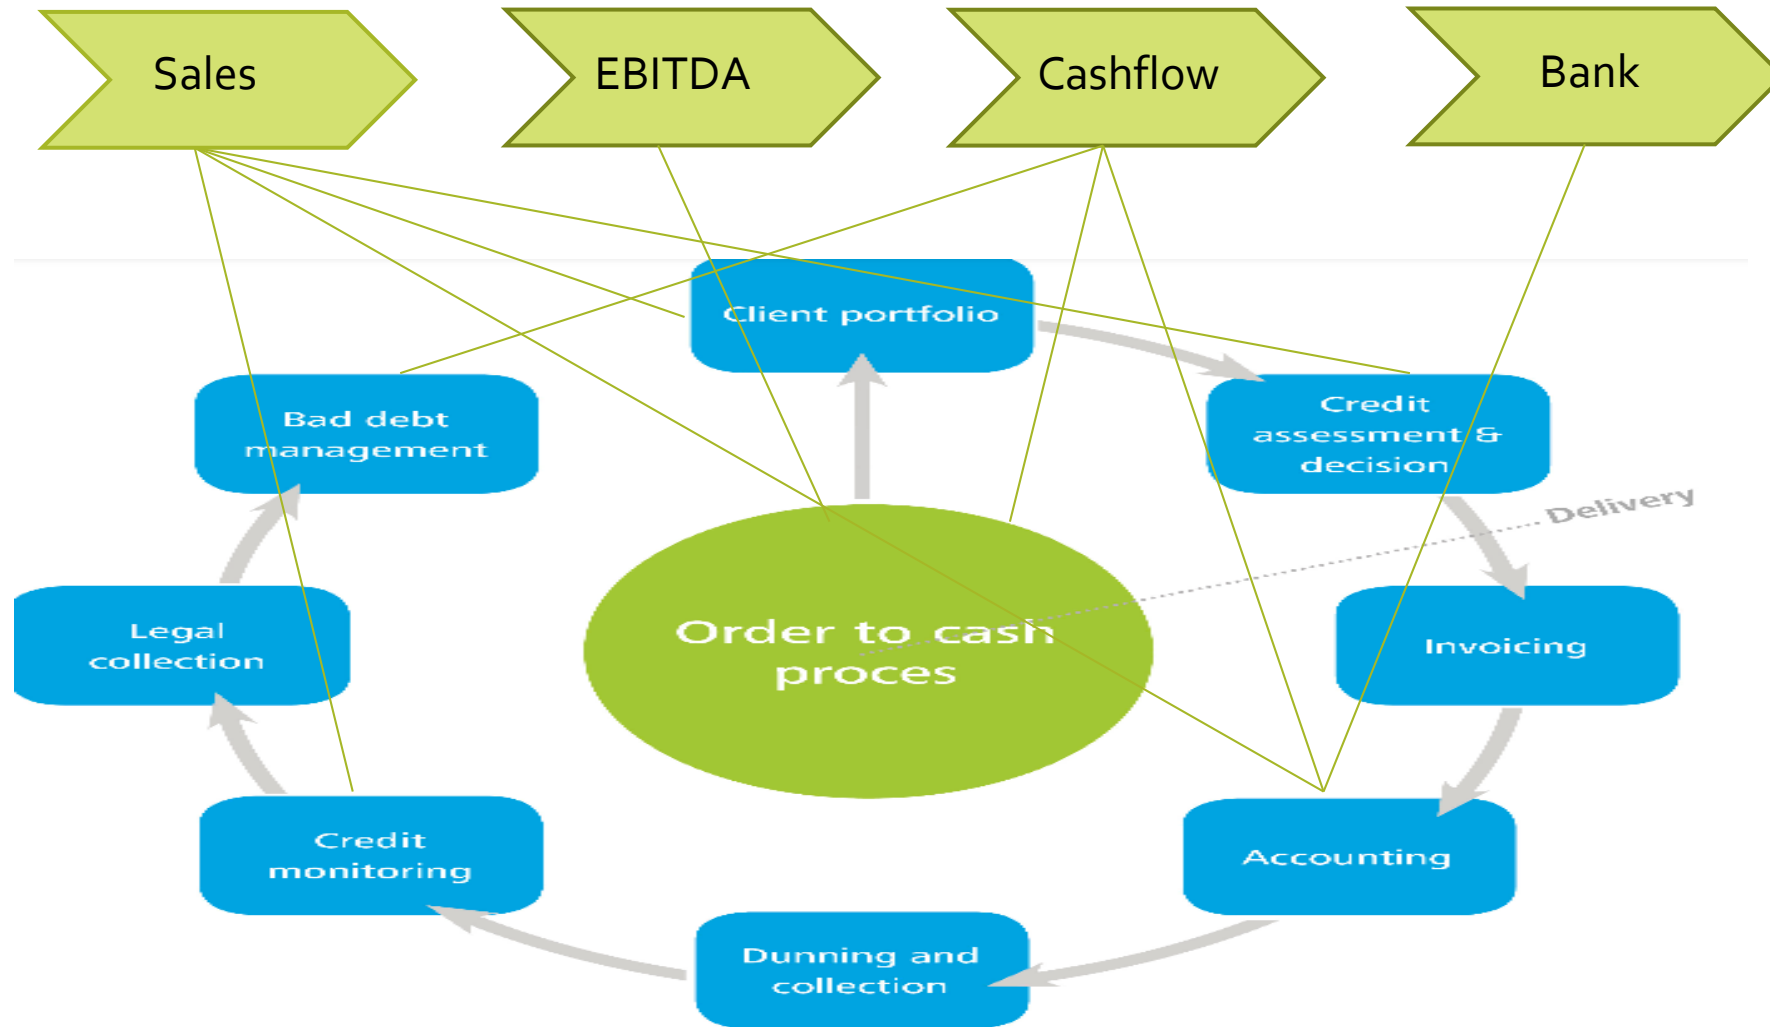 Sales
EBITDA
Cashflow
Bank
Client portfolio
Credit
assessment &
decision
Delivery
Invoicing
Accounting
Dunning and
collection
Credit
monitoring
Legal
collection
Bad debt
management
Order to cash
proces